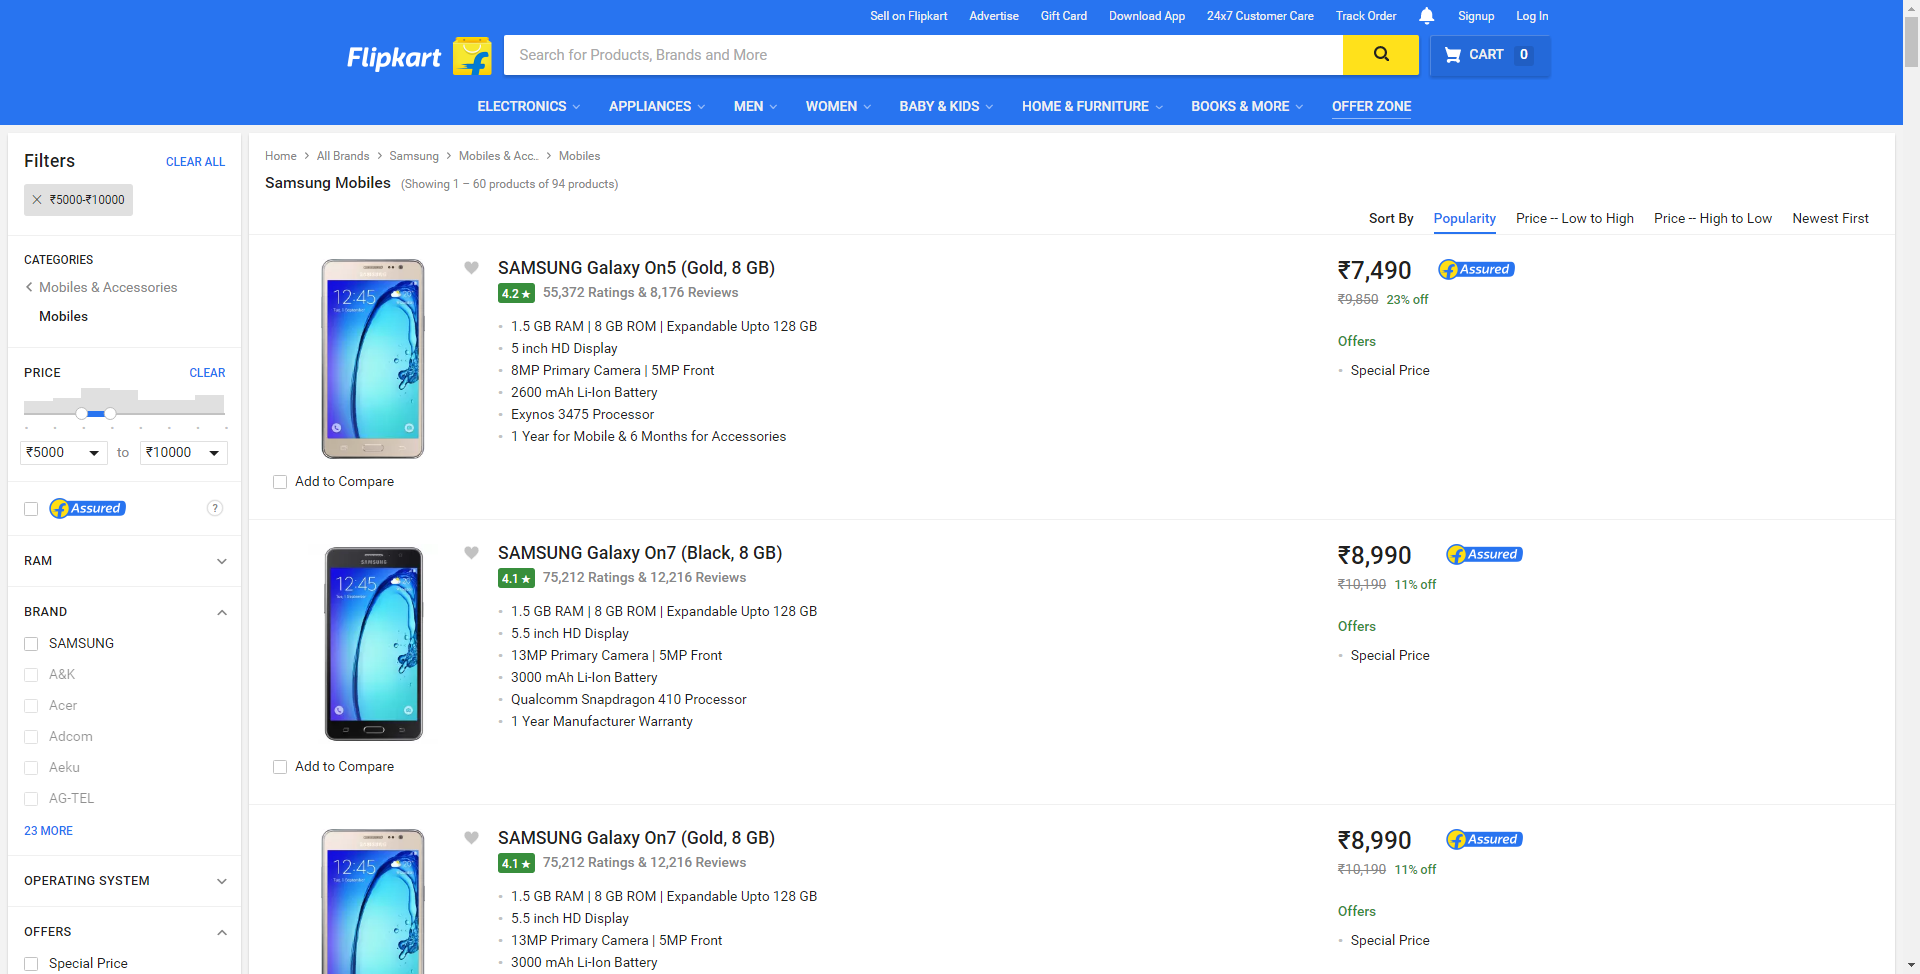 Sell on Flipkart Advertise Gift Card Download App 24x7 Customer Care Track Order Signup Log In
Flipkart Search for Products, Brands and More CART 0
ELECTRONICS APPLIANCES MEN WOMEN BABY & KIDS HOME & FURNITURE BOOKS & MORE OFFER ZONE
Filters CLEAR ALL
₹5000-₹10000
CATEGORIES
Mobiles & Accessories
Mobiles
PRICE CLEAR
₹5000 to ₹10000
Assured ?
RAM
BRAND
SAMSUNG
A&K
Acer
Adcom
Aeku
AG-TEL
23 MORE
OPERATING SYSTEM
OFFERS
Special Price
Home > All Brands > Samsung > Mobiles & Acc.. > Mobiles
Samsung Mobiles (Showing 1 – 60 products of 94 products)
Sort By Popularity Price -- Low to High Price -- High to Low Newest First
SAMSUNG Galaxy On5 (Gold, 8 GB)
4.2 ★ 55,372 Ratings & 8,176 Reviews
1.5 GB RAM | 8 GB ROM | Expandable Upto 128 GB
5 inch HD Display
8MP Primary Camera | 5MP Front
2600 mAh Li-Ion Battery
Exynos 3475 Processor
1 Year for Mobile & 6 Months for Accessories
₹7,490 Assured
₹9,850 23% off
Offers
Special Price
12:45
Add to Compare
SAMSUNG Galaxy On7 (Black, 8 GB)
4.1 ★ 75,212 Ratings & 12,216 Reviews
1.5 GB RAM | 8 GB ROM | Expandable Upto 128 GB
5.5 inch HD Display
13MP Primary Camera | 5MP Front
3000 mAh Li-Ion Battery
Qualcomm Snapdragon 410 Processor
1 Year Manufacturer Warranty
₹8,990 Assured
₹10,190 11% off
Offers
Special Price
SAMSUNG
12:45
Add to Compare
SAMSUNG Galaxy On7 (Gold, 8 GB)
4.1 ★ 75,212 Ratings & 12,216 Reviews
1.5 GB RAM | 8 GB ROM | Expandable Upto 128 GB
5.5 inch HD Display
13MP Primary Camera | 5MP Front
3000 mAh Li-Ion Battery
₹8,990 Assured
₹10,190 11% off
Offers
Special Price
12:45